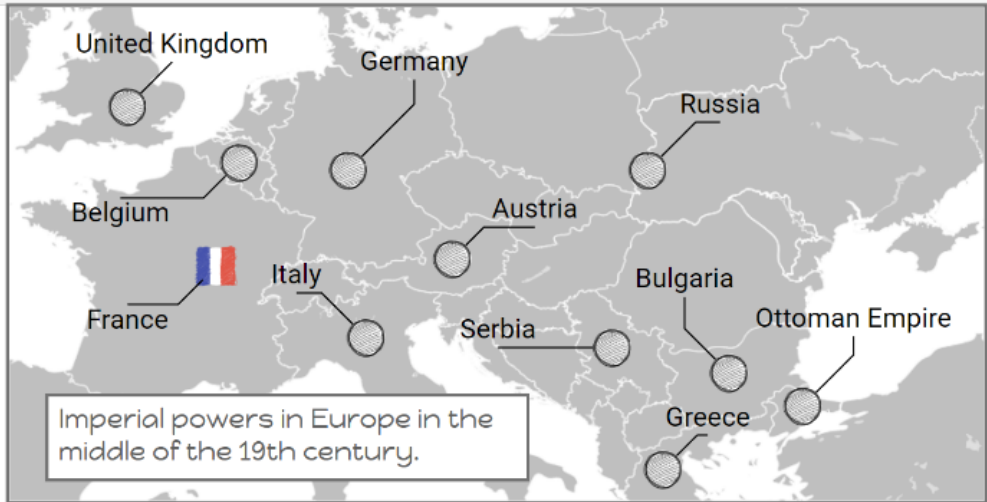 United Kingdom
Germany
Russia
Belgium
Austria
Italy
Bulgaria
France
Serbia
Ottoman Empire
Greece
Imperial powers in Europe in the
middle of the 19th century.